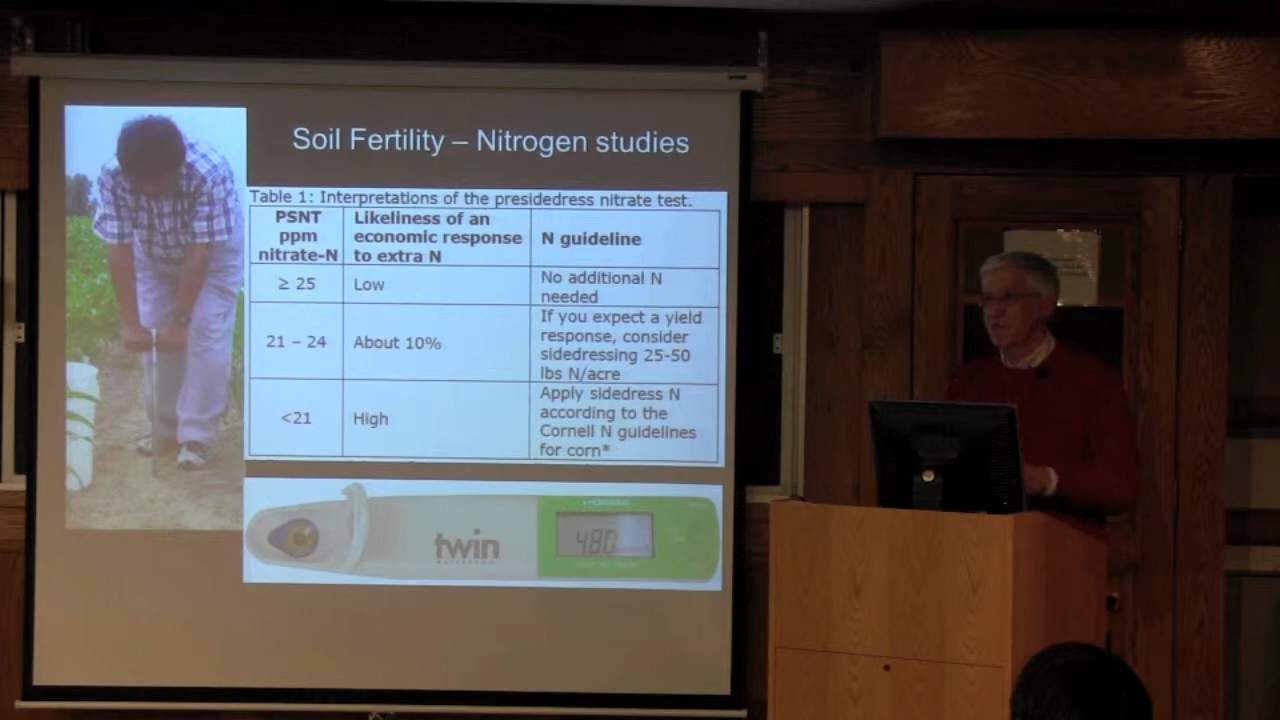 Soil Fertility – Nitrogen studies
Table 1: Interpretations of the presidedress nitrate test.
PSNT
ppm
nitrate-N
Likeliness of an
economic response
to extra N
N guideline
≥ 25
Low
No additional N
needed
21 – 24
About 10%
If you expect a yield
response, consider
sidedressing 25-50
lbs N/acre
<21
High
Apply sidedress N
according to the
Cornell N guidelines
for corn*
twin
4.80